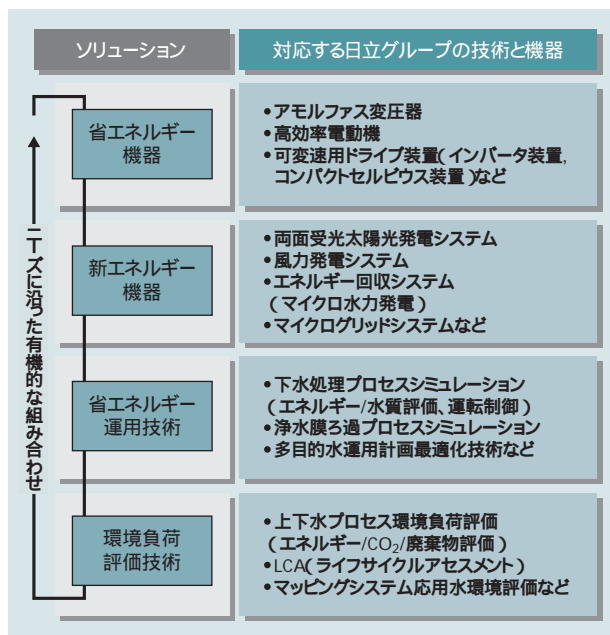 ソリューション
対応する日立グループの技術と機器
ニーズに沿った有機的な組み合わせ
省エネルギー
機器
•アモルファス変圧器
•高効率電動機
•可変速用ドライブ装置(インバータ装置,
コンパクトセルビウス装置)など
新エネルギー
機器
•両面受光太陽光発電システム
•風力発電システム
•エネルギー回収システム
(マイクロ水力発電)
•マイクログリッドシステムなど
省エネルギー
運用技術
•下水処理プロセスシミュレーション
(エネルギー/水質評価、運転制御)
•浄水膜ろ過プロセスシミュレーション
•多目的水運用計画最適化技術など
環境負荷
評価技術
•上下水プロセス環境負荷評価
(エネルギー/CO₂/廃棄物評価)
•LCA(ライフサイクルアセスメント)
•マッピングシステム応用水環境評価など